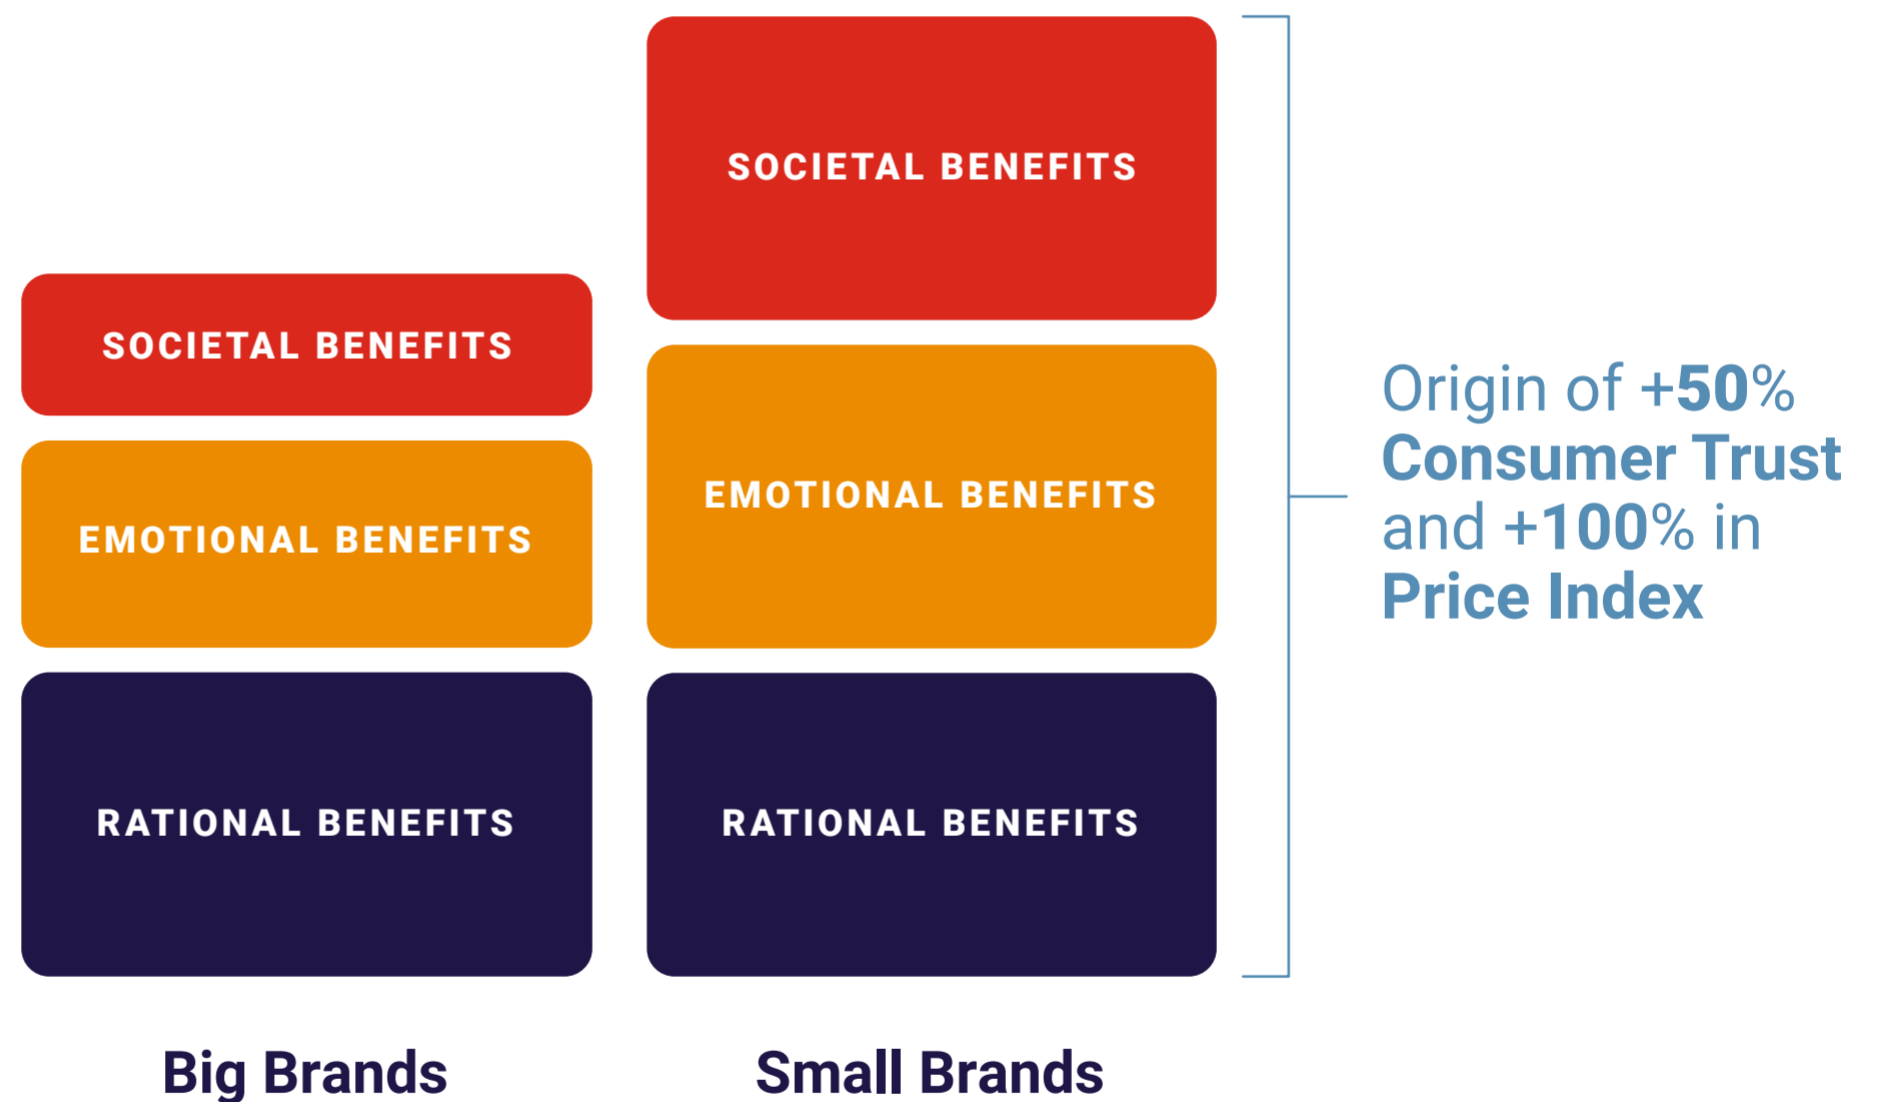 SOCIETAL BENEFITS
EMOTIONAL BENEFITS
RATIONAL BENEFITS
Big Brands
SOCIETAL BENEFITS
EMOTIONAL BENEFITS
RATIONAL BENEFITS
Small Brands
Origin of +50%
Consumer Trust
and +100% in
Price Index